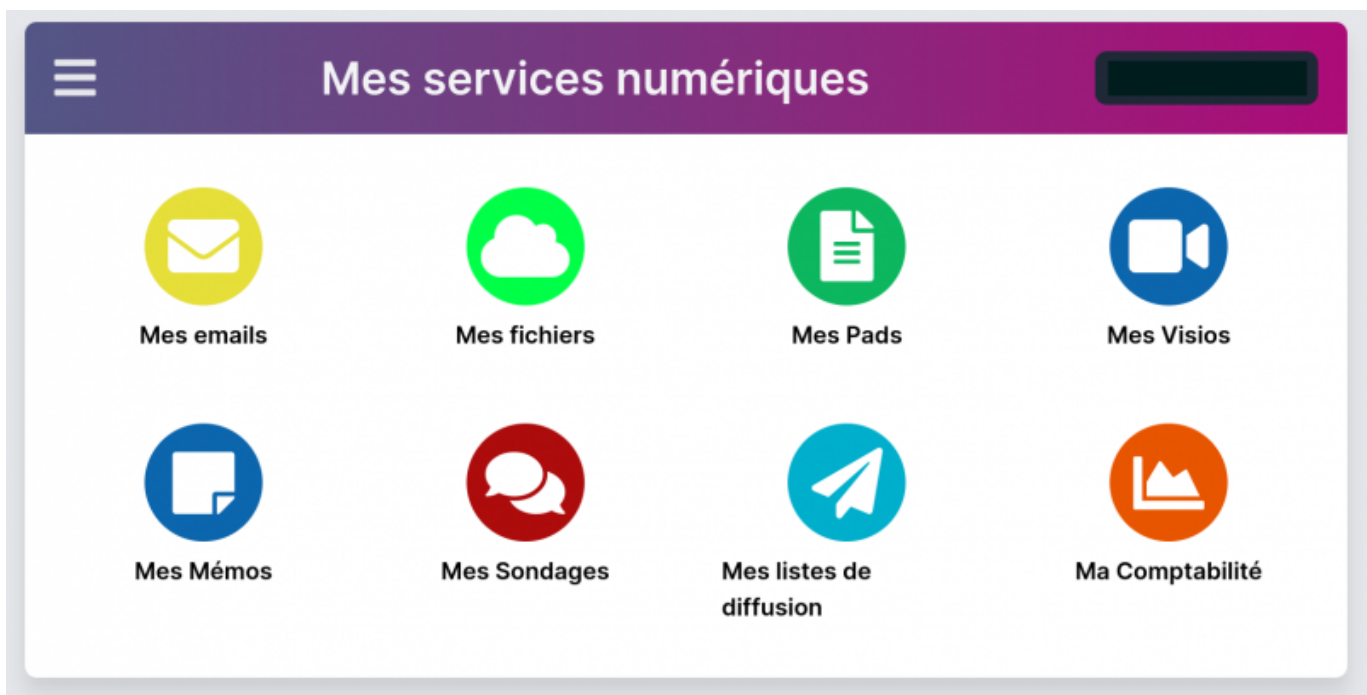 Mes services numériques
Mes emails
Mes fichiers
Mes Pads
Mes Visios
Mes Mémos
Mes Sondages
Mes listes de
diffusion
Ma Comptabilité